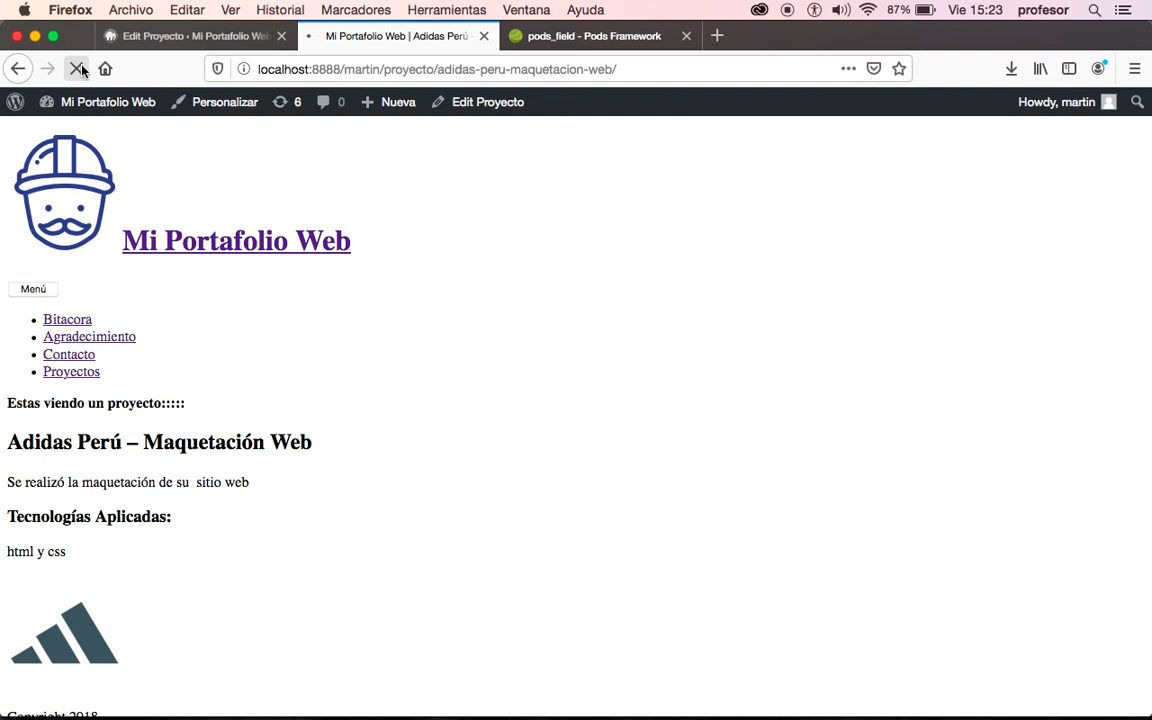 Firefox Archivo Editar Ver Historial Marcadores Herramientas Ventana Ayuda 87% Vie 15:23 profesor
Edit Proyecto ‹ Mi Portafolio Web
Mi Portafolio Web | Adidas Perú -
pods_field - Pods Framework
localhost:8888/martin/proyecto/adidas-peru-maquetacion-web/
Mi Portafolio Web Personalizar 6 0 Nueva Edit Proyecto Howdy, martin
Mi Portafolio Web
Menú
Bitacora
Agradecimiento
Contacto
Proyectos
Estas viendo un proyecto:::::
Adidas Perú – Maquetación Web
Se realizó la maquetación de su sitio web
Tecnologías Aplicadas:
html y css
Copyright 2018